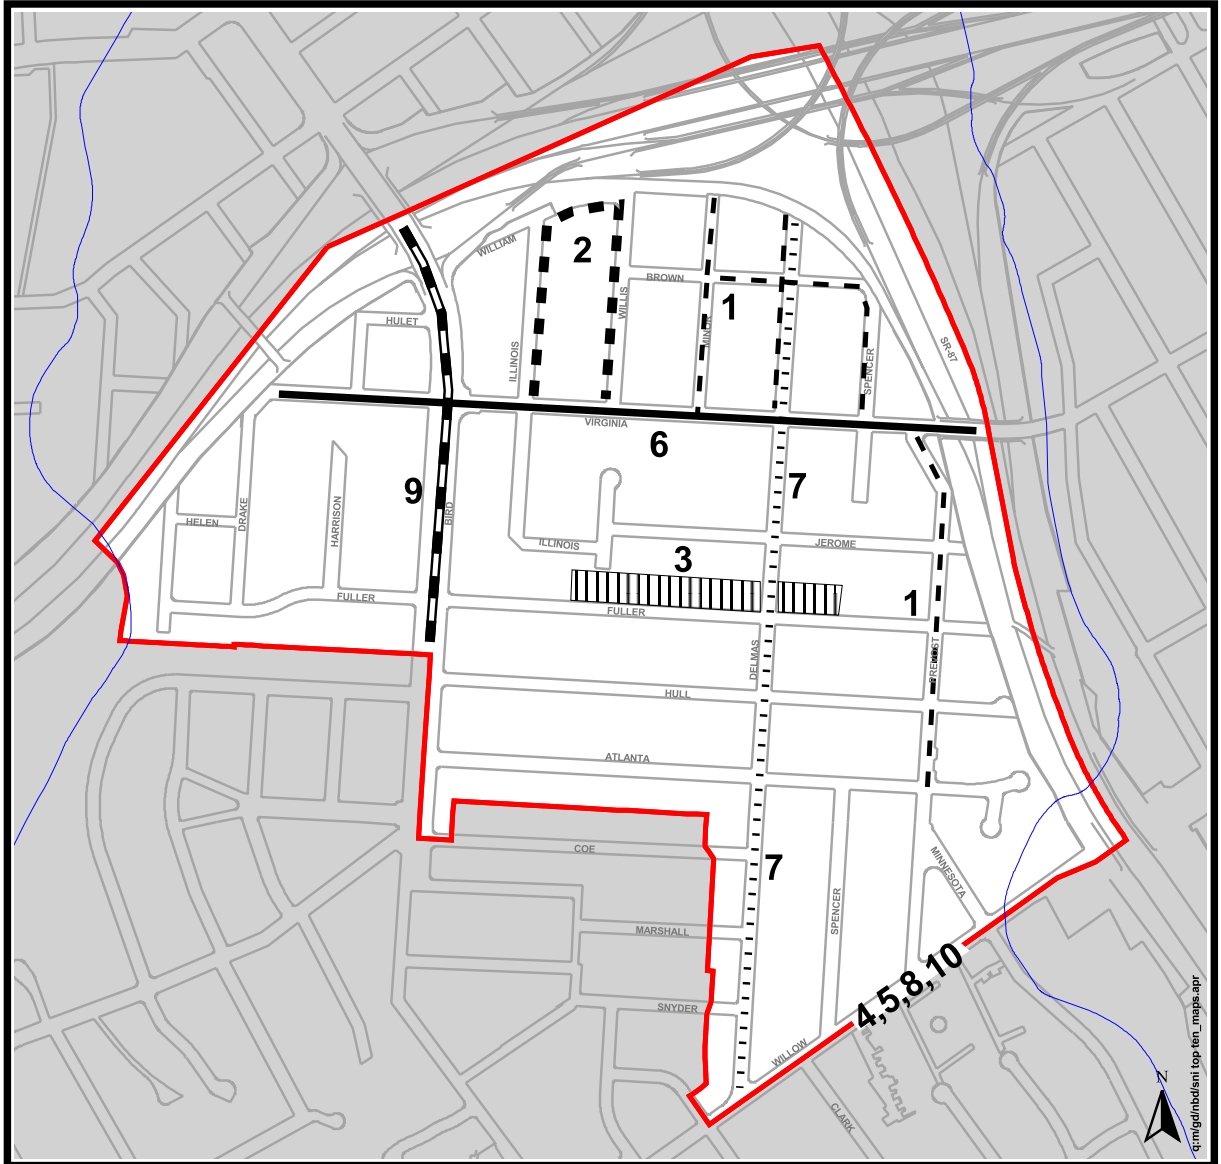 WILLIAM
2
BROWN
WILLIS
1
MINOR
HULET
SR-87
ILLINOIS
SPENCER
VIRGINIA
6
9
7
BIRD
HELEN
DRAKE
HARRISON
ILLINOIS
JEROME
3
1
FULLER
FULLER
DELMAS
HULL
ATLANTA
COE
7
MINNESOTA
SPENCER
MARSHALL
4,5,8,10
SNYDER
WILLOW
CLARK
N
q:m/gd/nbd/sni top ten_maps.apr